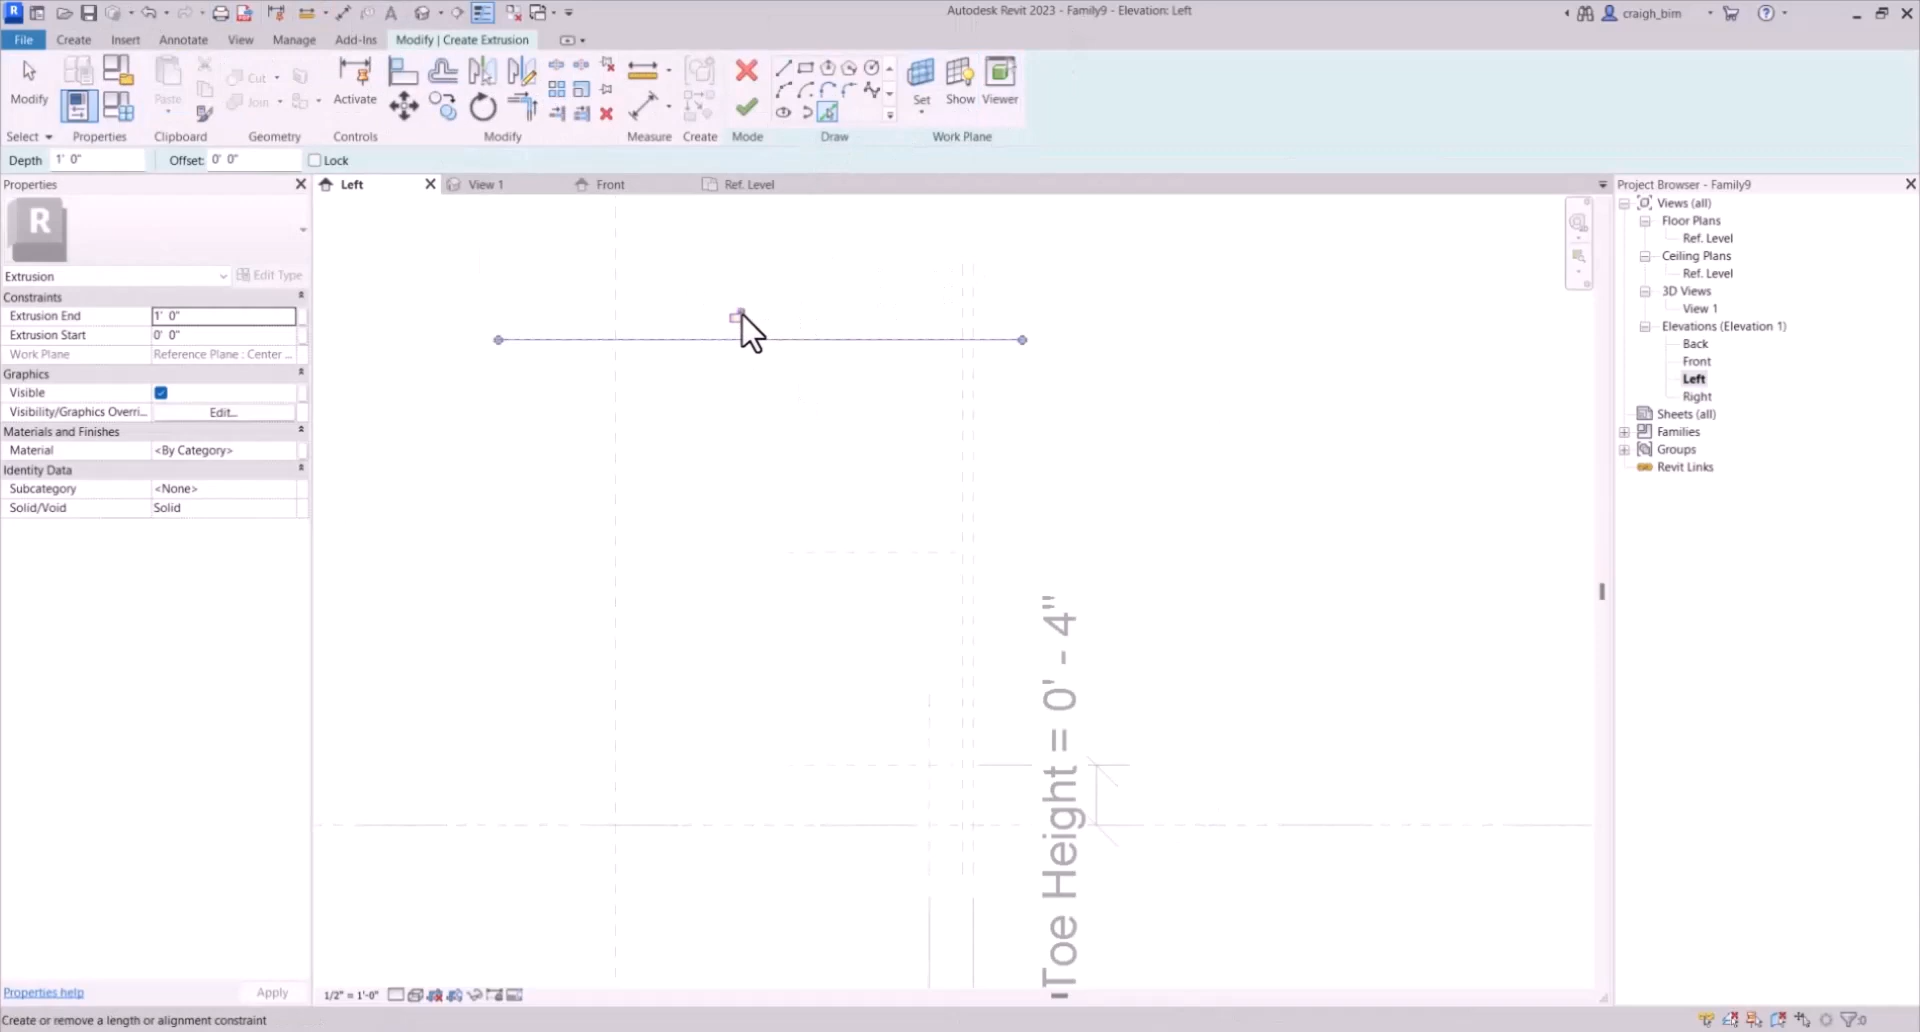 Autodesk Revit 2023 - Family9 - Elevation: Left
craigh_bim
File Create Insert Annotate View Manage Add-Ins Modify | Create Extrusion
Modify Paste Cut Join Activate Set Show Viewer
Select Properties Clipboard Geometry Controls Modify Measure Create Mode Draw Work Plane
Depth 1' 0" Offset: 0' 0" Lock
Properties
R
Extrusion Edit Type
Constraints
Extrusion End 1' 0"
Extrusion Start 0' 0"
Work Plane Reference Plane : Center ...
Graphics
Visible
Visibility/Graphics Overri... Edit...
Materials and Finishes
Material <By Category>
Identity Data
Subcategory <None>
Solid/Void Solid
Properties help Apply
Left View 1 Front Ref. Level
Toe Height = 0' - 4"
1/2" = 1'-0"
Project Browser - Family9
Views (all)
Floor Plans
Ref. Level
Ceiling Plans
Ref. Level
3D Views
View 1
Elevations (Elevation 1)
Back
Front
Left
Right
Sheets (all)
Families
Groups
Revit Links
Create or remove a length or alignment constraint
:0